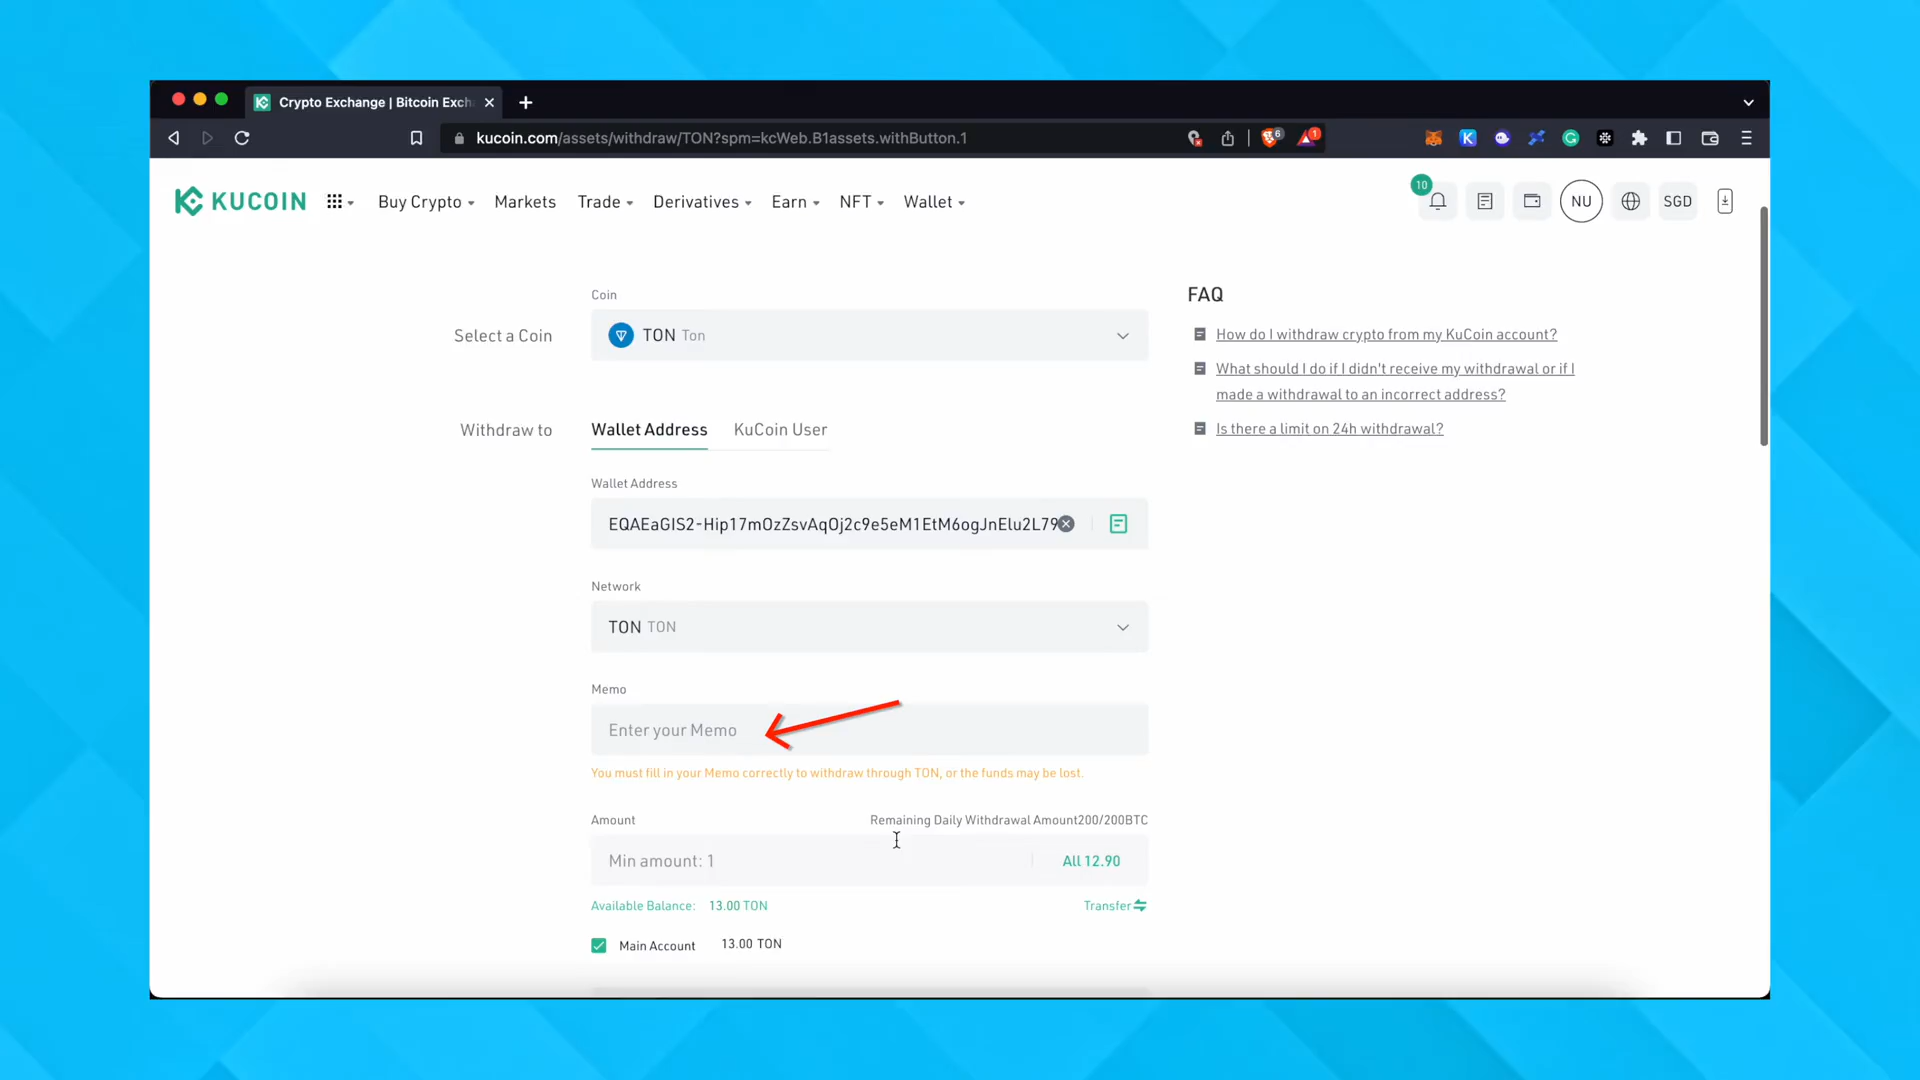 Crypto Exchange | Bitcoin Exch
kucoin.com/assets/withdraw/TON?spm=kcWeb.B1assets.withButton.1
6
1
KUCOIN
Buy Crypto
Markets
Trade
Derivatives
Earn
NFT
Wallet
10
NU
SGD
Coin
Select a Coin
TON Ton
Withdraw to
Wallet Address
KuCoin User
Wallet Address
EQAEaGIS2-Hip17mOzZsvAqOj2c9e5eM1EtM6ogJnElu2L79
Network
TON TON
Memo
Enter your Memo
You must fill in your Memo correctly to withdraw through TON, or the funds may be lost.
Amount
Remaining Daily Withdrawal Amount200/200BTC
Min amount: 1
All 12.90
Available Balance: 13.00 TON
Transfer
Main Account 13.00 TON
FAQ
How do I withdraw crypto from my KuCoin account?
What should I do if I didn't receive my withdrawal or if I
made a withdrawal to an incorrect address?
Is there a limit on 24h withdrawal?